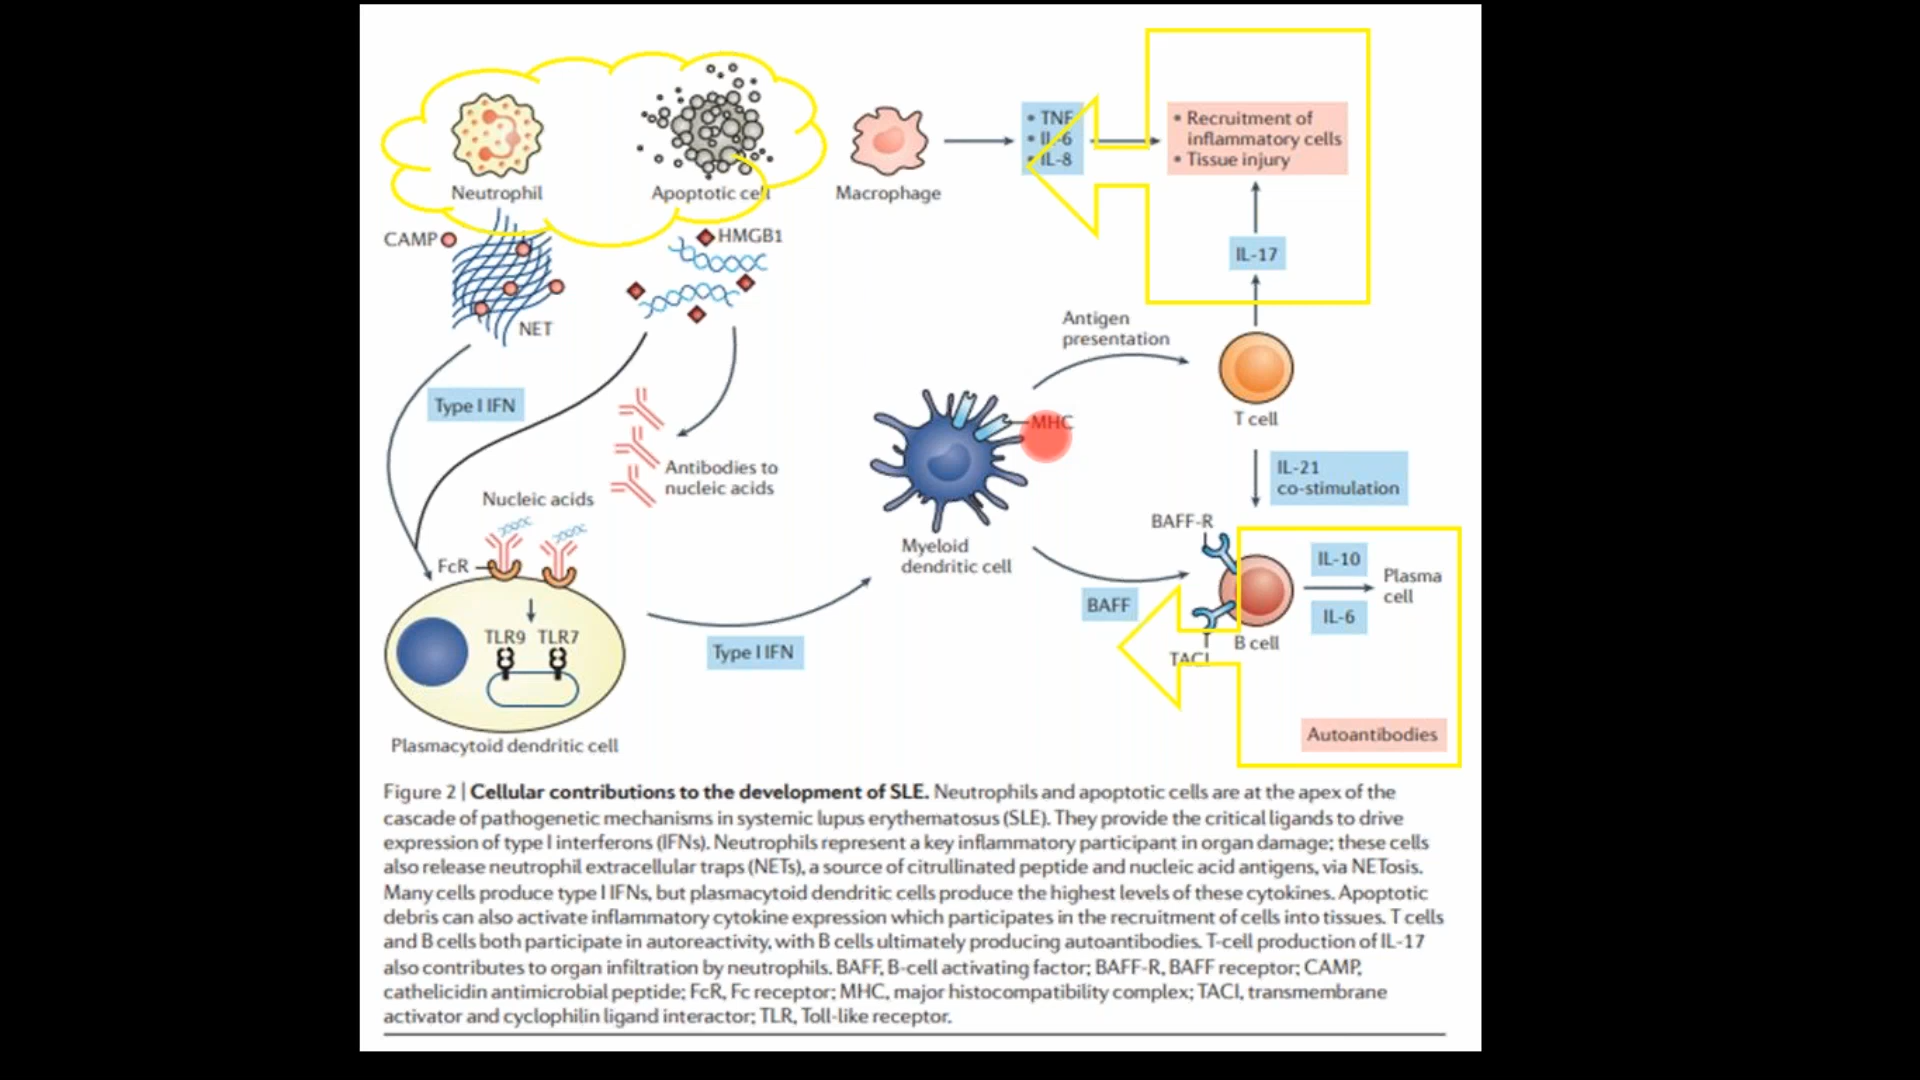 Neutrophil
Apoptotic cell
Macrophage
• TNF
• IL-6
• IL-8
• Recruitment of
inflammatory cells
• Tissue injury
CAMP
HMGB1
NET
IL-17
Antigen
presentation
Type I IFN
MHC
T cell
Antibodies to
nucleic acids
IL-21
co-stimulation
Nucleic acids
BAFF-R
FcR
Myeloid
dendritic cell
IL-10
Plasma
cell
BAFF
IL-6
TLR9 TLR7
Type I IFN
B cell
TACI
Autoantibodies
Plasmacytoid dendritic cell
Figure 2 | Cellular contributions to the development of SLE. Neutrophils and apoptotic cells are at the apex of the
cascade of pathogenetic mechanisms in systemic lupus erythematosus (SLE). They provide the critical ligands to drive
expression of type I interferons (IFNs). Neutrophils represent a key inflammatory participant in organ damage; these cells
also release neutrophil extracellular traps (NETs), a source of citrullinated peptide and nucleic acid antigens, via NETosis.
Many cells produce type I IFNs, but plasmacytoid dendritic cells produce the highest levels of these cytokines. Apoptotic
debris can also activate inflammatory cytokine expression which participates in the recruitment of cells into tissues. T cells
and B cells both participate in autoreactivity, with B cells ultimately producing autoantibodies. T-cell production of IL-17
also contributes to organ infiltration by neutrophils. BAFF, B-cell activating factor; BAFF-R, BAFF receptor; CAMP,
cathelicidin antimicrobial peptide; FcR, Fc receptor; MHC, major histocompatibility complex; TACI, transmembrane
activator and cyclophilin ligand interactor; TLR, Toll-like receptor.